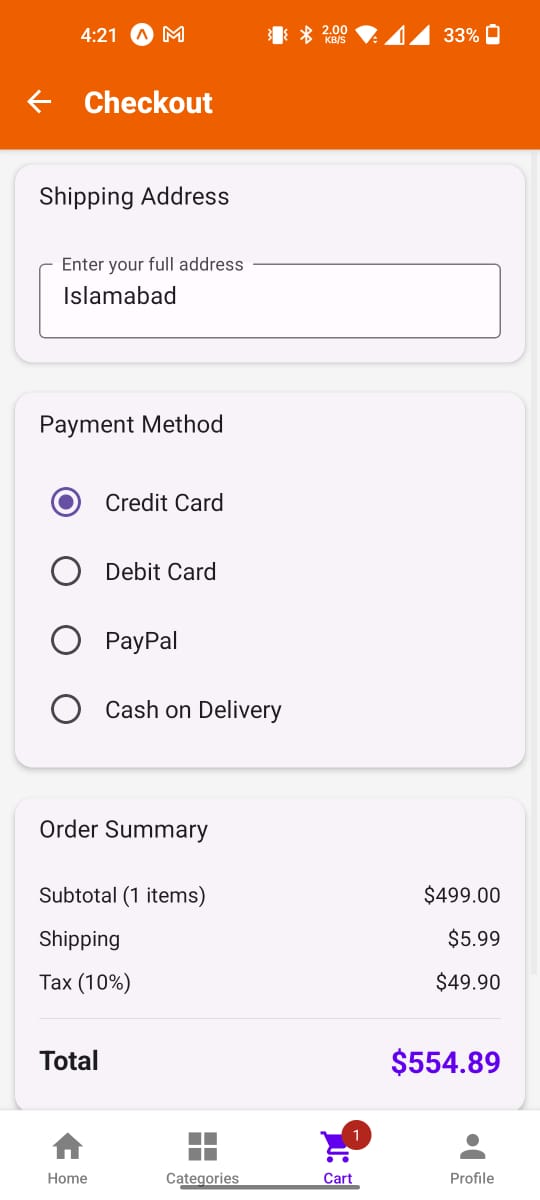 4:21 2.00 KB/S 33%
Checkout
Shipping Address
Enter your full address
Islamabad
Payment Method
Credit Card
Debit Card
PayPal
Cash on Delivery
Order Summary
Subtotal (1 items) $499.00
Shipping $5.99
Tax (10%) $49.90
Total $554.89
1
Home Categories Cart Profile